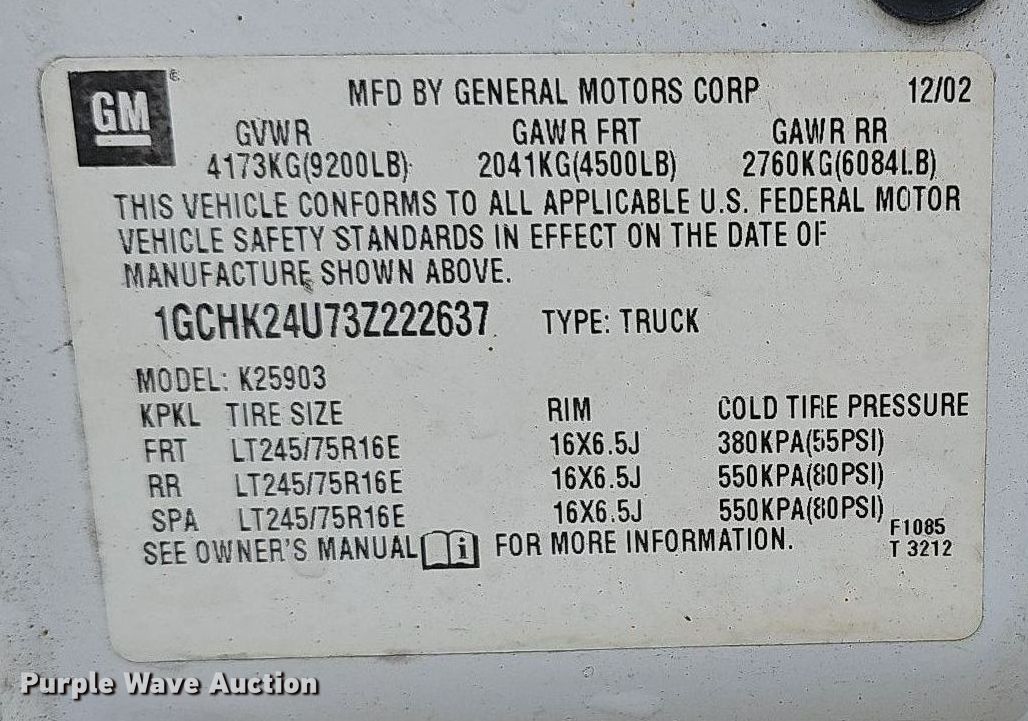 GM ® MFD BY GENERAL MOTORS CORP 12/02
GVWR GAWR FRT GAWR RR
4173KG(9200LB) 2041KG(4500LB) 2760KG(6084LB)
THIS VEHICLE CONFORMS TO ALL APPLICABLE U.S. FEDERAL MOTOR
VEHICLE SAFETY STANDARDS IN EFFECT ON THE DATE OF
MANUFACTURE SHOWN ABOVE.
1GCHK24U73Z222637 TYPE: TRUCK
MODEL: K25903
KPKL TIRE SIZE RIM COLD TIRE PRESSURE
FRT LT245/75R16E 16X6.5J 380KPA(55PSI)
RR LT245/75R16E 16X6.5J 550KPA(80PSI)
SPA LT245/75R16E 16X6.5J 550KPA(80PSI)
SEE OWNER'S MANUAL i FOR MORE INFORMATION.
F1085
T 3212
Purple Wave Auction